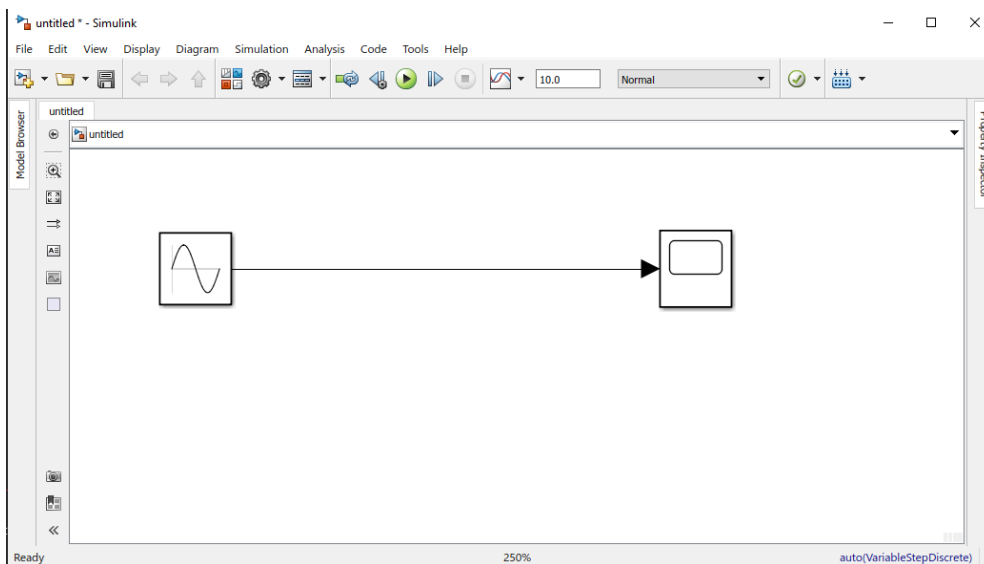 untitled * - Simulink
File Edit View Display Diagram Simulation Analysis Code Tools Help
10.0 Normal
Model Browser
untitled
untitled
Property Inspector
Ready 250% auto(VariableStepDiscrete)